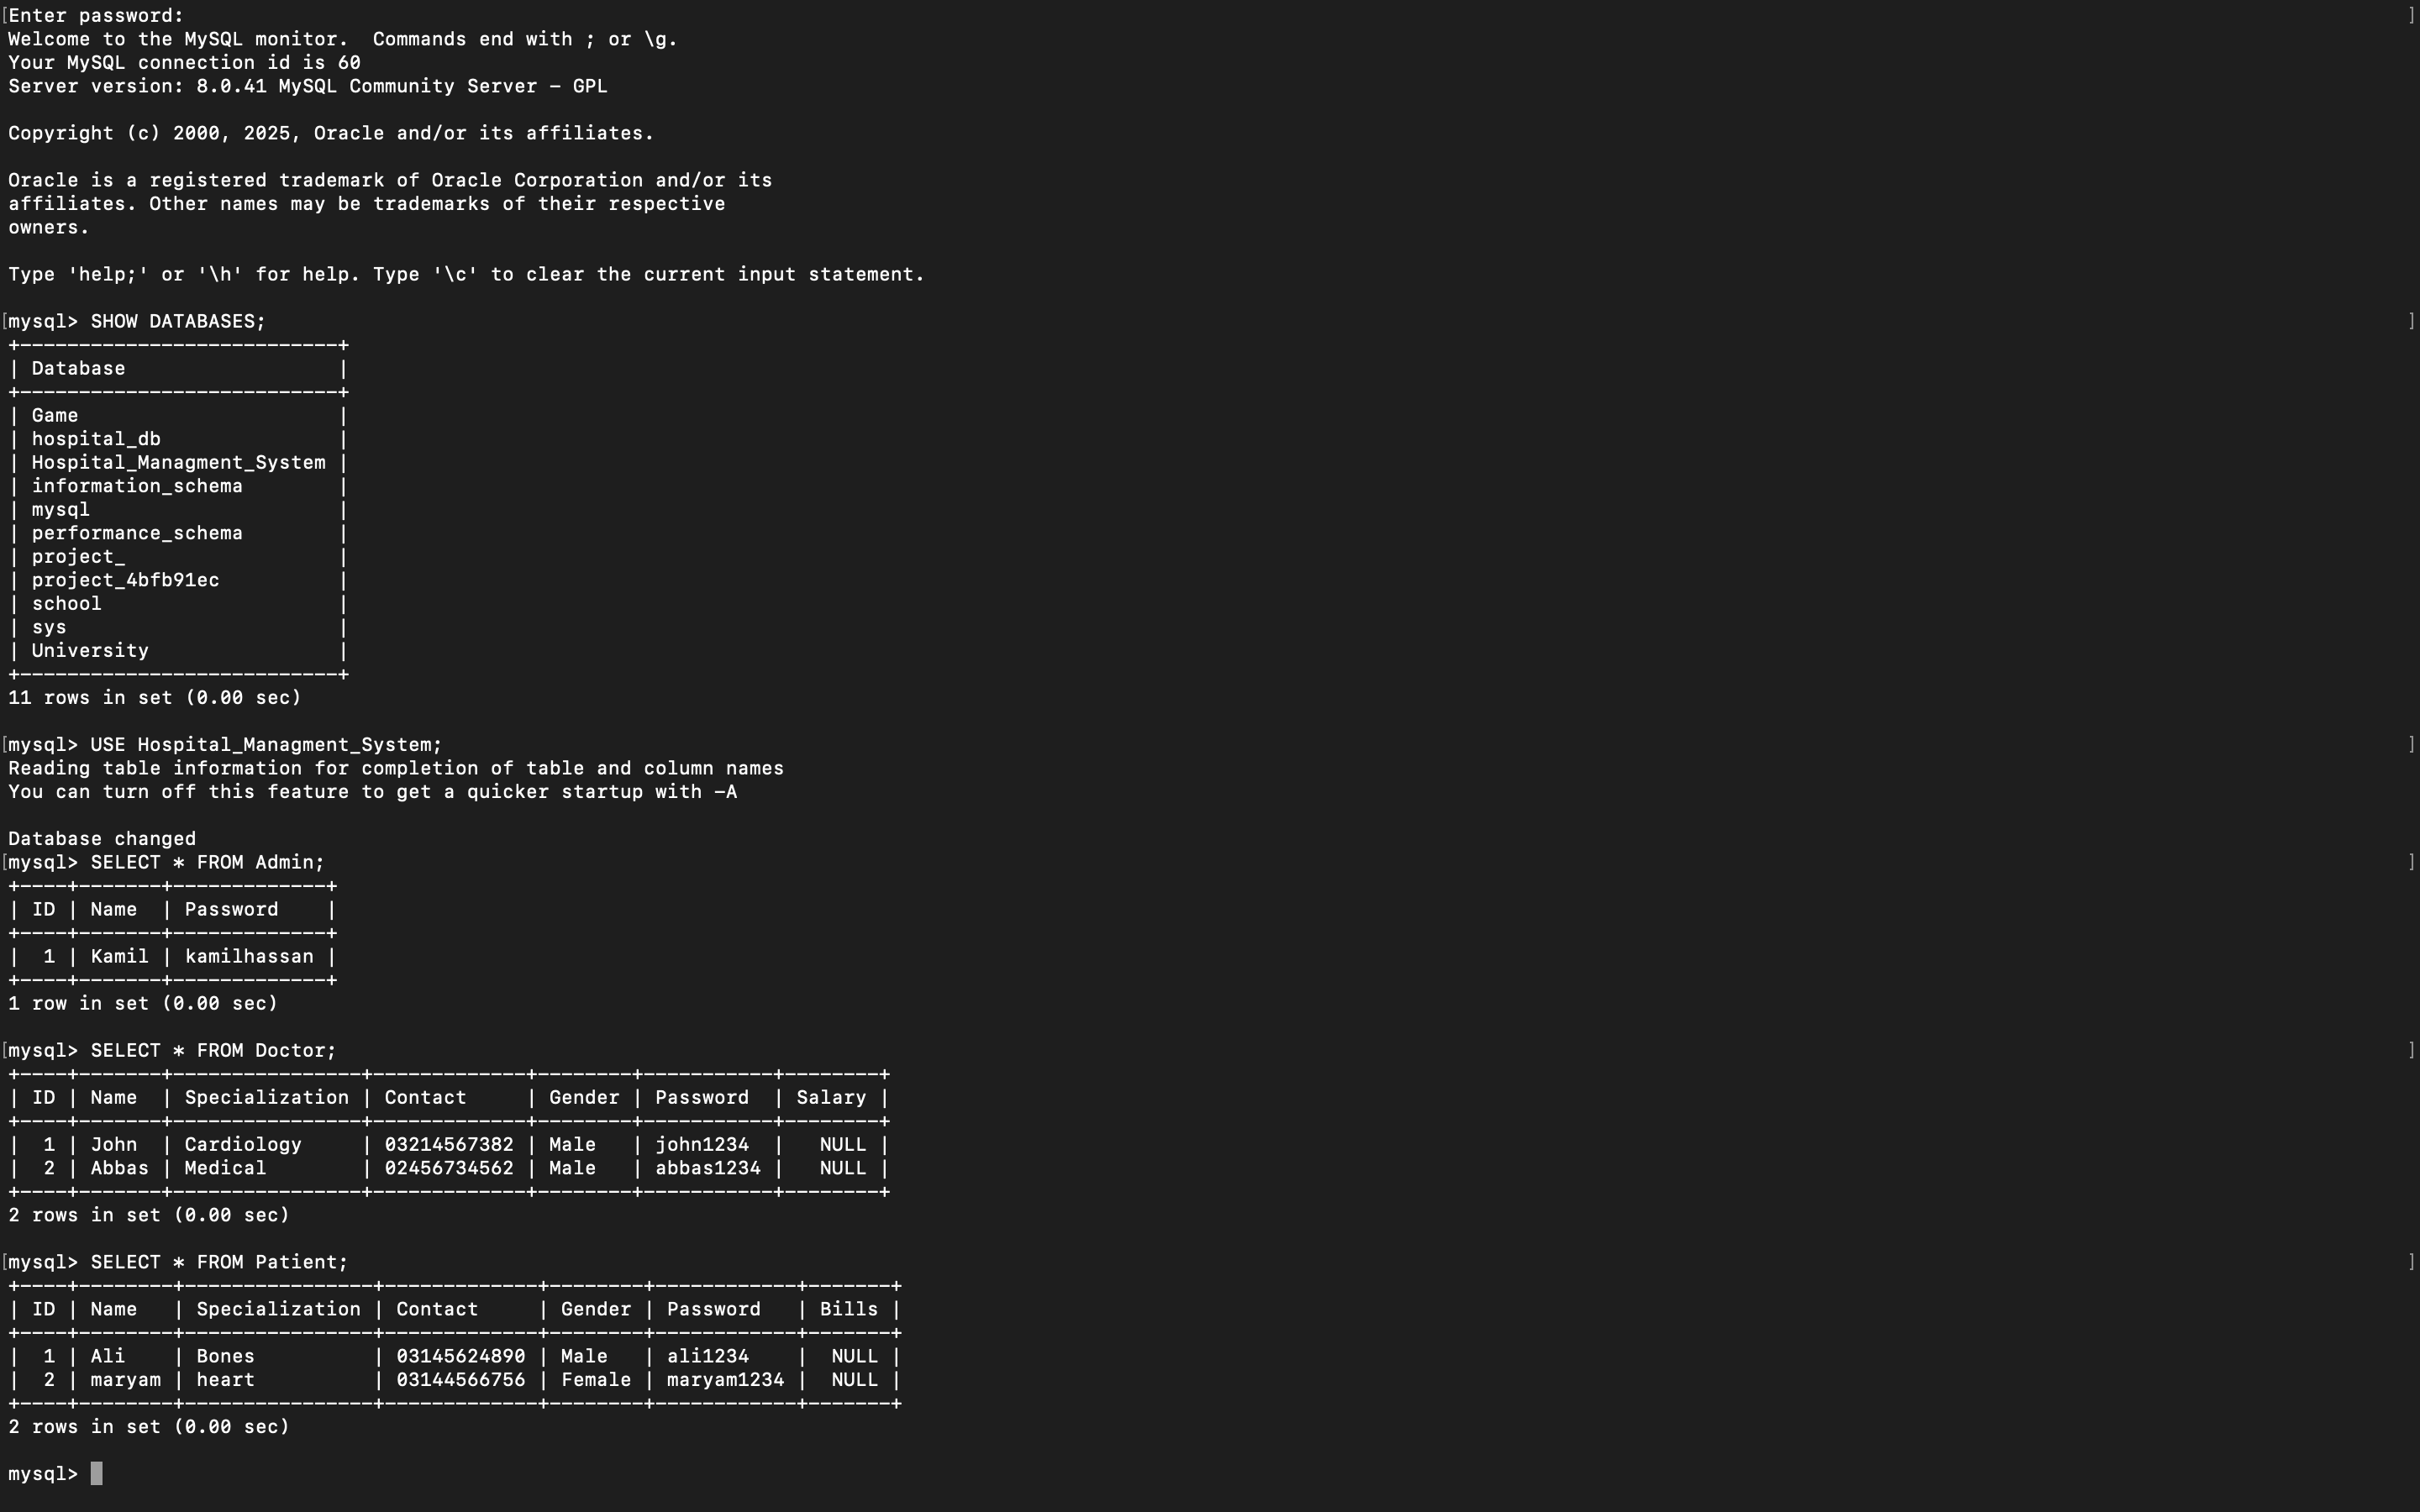 [Enter password: ]
Welcome to the MySQL monitor.  Commands end with ; or \g.
Your MySQL connection id is 60
Server version: 8.0.41 MySQL Community Server - GPL

Copyright (c) 2000, 2025, Oracle and/or its affiliates.

Oracle is a registered trademark of Oracle Corporation and/or its
affiliates. Other names may be trademarks of their respective
owners.

Type 'help;' or '\h' for help. Type '\c' to clear the current input statement.

[mysql> SHOW DATABASES; ]
+---------------------------+
| Database                  |
+---------------------------+
| Game                      |
| hospital_db               |
| Hospital_Managment_System |
| information_schema        |
| mysql                     |
| performance_schema        |
| project_                  |
| project_4bfb91ec          |
| school                    |
| sys                       |
| University                |
+---------------------------+
11 rows in set (0.00 sec)

[mysql> USE Hospital_Managment_System; ]
Reading table information for completion of table and column names
You can turn off this feature to get a quicker startup with -A

Database changed
[mysql> SELECT * FROM Admin; ]
+----+-------+-------------+
| ID | Name  | Password    |
+----+-------+-------------+
|  1 | Kamil | kamilhassan |
+----+-------+-------------+
1 row in set (0.00 sec)

[mysql> SELECT * FROM Doctor; ]
+----+-------+----------------+-------------+--------+-----------+--------+
| ID | Name  | Specialization | Contact     | Gender | Password  | Salary |
+----+-------+----------------+-------------+--------+-----------+--------+
|  1 | John  | Cardiology     | 03214567382 | Male   | john1234  |   NULL |
|  2 | Abbas | Medical        | 02456734562 | Male   | abbas1234 |   NULL |
+----+-------+----------------+-------------+--------+-----------+--------+
2 rows in set (0.00 sec)

[mysql> SELECT * FROM Patient; ]
+----+--------+----------------+-------------+--------+------------+-------+
| ID | Name   | Specialization | Contact     | Gender | Password   | Bills |
+----+--------+----------------+-------------+--------+------------+-------+
|  1 | Ali    | Bones          | 03145624890 | Male   | ali1234    |  NULL |
|  2 | maryam | heart          | 03144566756 | Female | maryam1234 |  NULL |
+----+--------+----------------+-------------+--------+------------+-------+
2 rows in set (0.00 sec)

mysql>